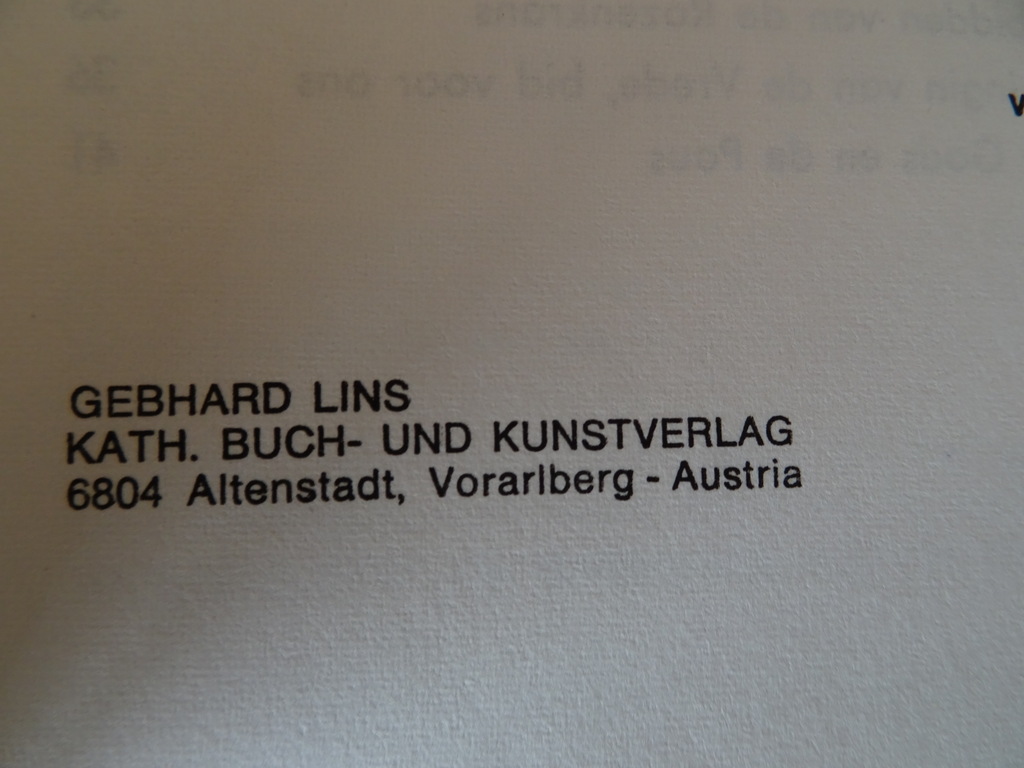 GEBHARD LINS
KATH. BUCH- UND KUNSTVERLAG
6804 Altenstadt, Vorarlberg - Austria